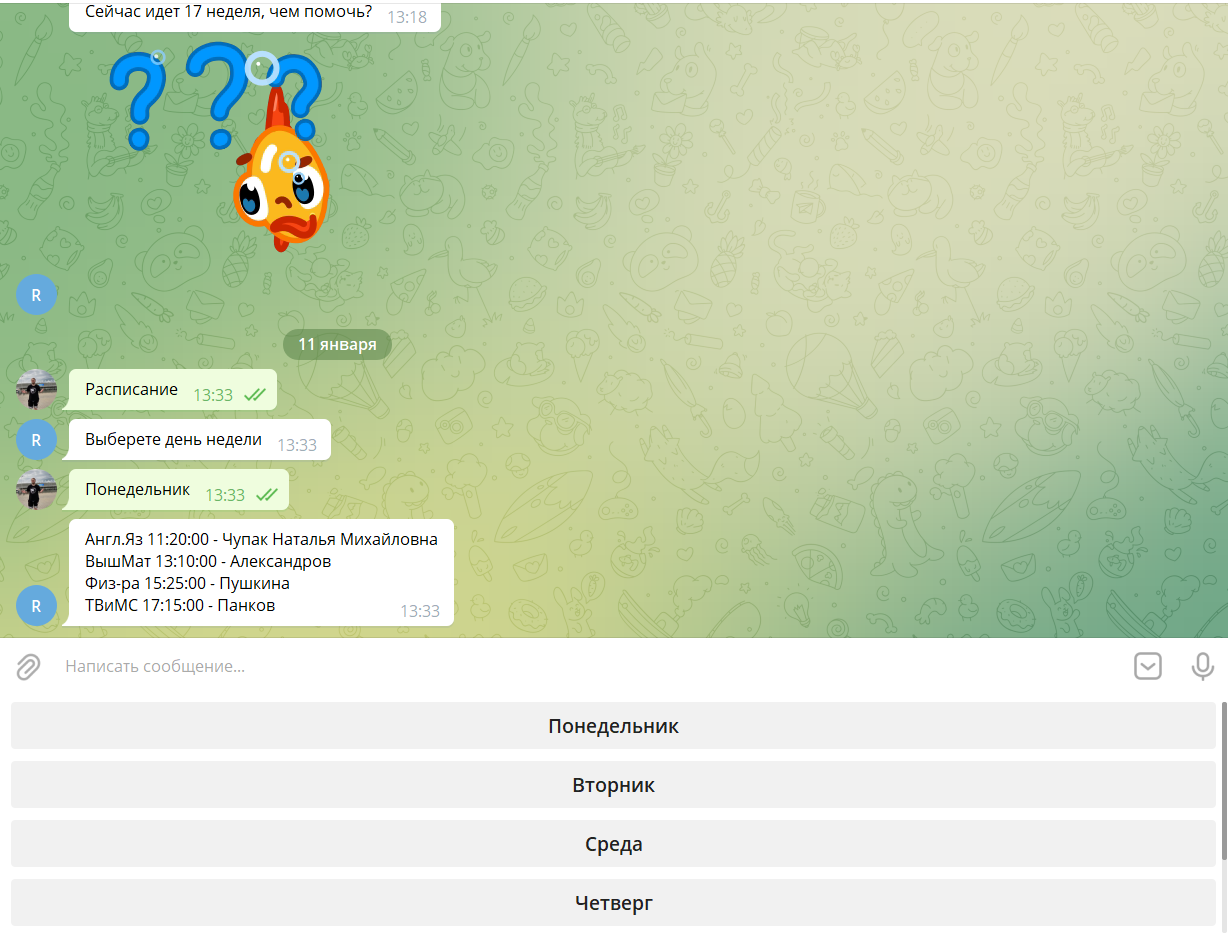 Сейчас идет 17 неделя, чем помочь? 13:18
???
R
11 января
Расписание 13:33
R
Выберете день недели 13:33
Понедельник 13:33
Англ.Яз 11:20:00 - Чупак Наталья Михайловна
ВышМат 13:10:00 - Александров
Физ-ра 15:25:00 - Пушкина
ТВиМС 17:15:00 - Панков 13:33
R
Написать сообщение...
Понедельник
Вторник
Среда
Четверг